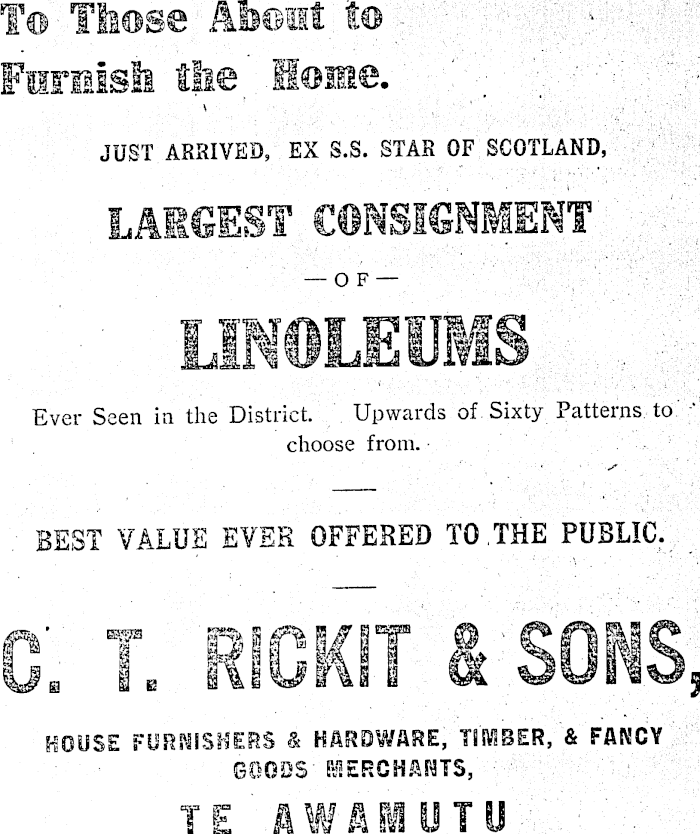 To Those About to
Furnish the Home.
JUST ARRIVED, EX S.S. STAR OF SCOTLAND,
LARGEST CONSIGNMENT
— OF —
LINOLEUMS
Ever Seen in the District. Upwards of Sixty Patterns to
choose from.
BEST VALUE EVER OFFERED TO THE PUBLIC.
C. T. RICKIT & SONS,
HOUSE FURNISHERS & HARDWARE, TIMBER, & FANCY
GOODS MERCHANTS,
TE AWAMUTU